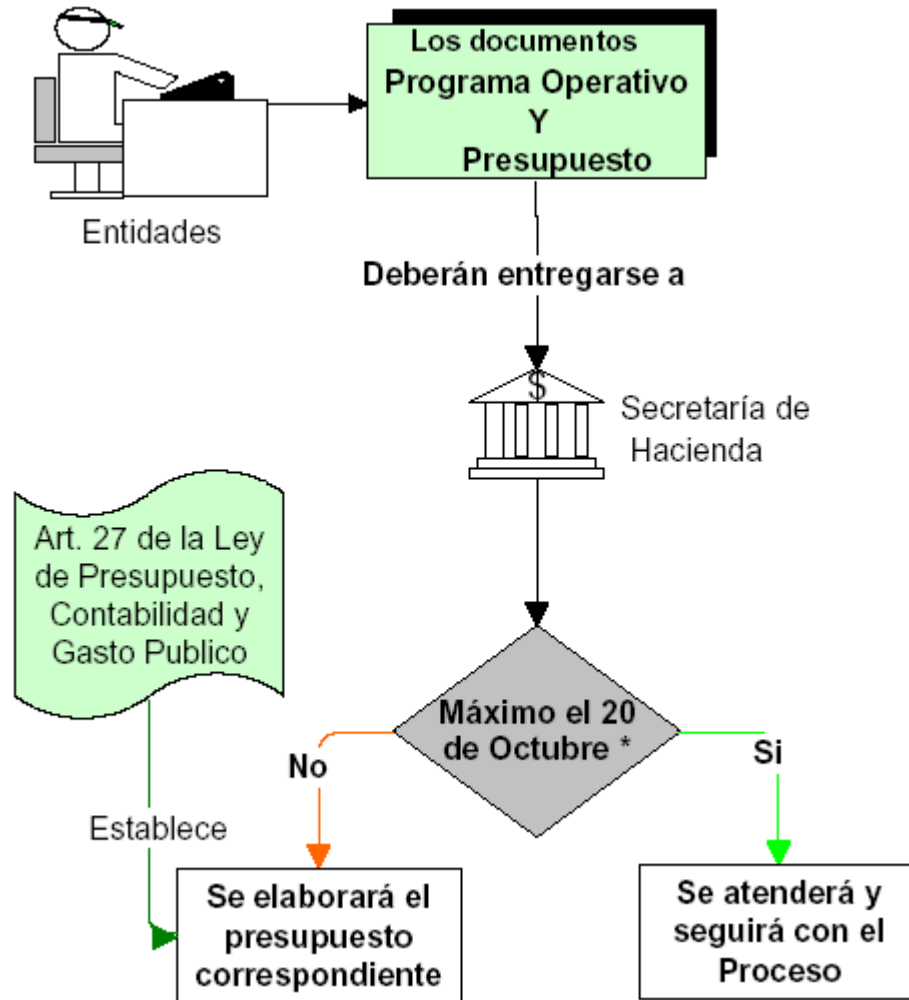 Los documentos
Programa Operativo
Y
Presupuesto
Entidades
Deberán entregarse a
$
Secretaría de
Hacienda
Art. 27 de la Ley
de Presupuesto,
Contabilidad y
Gasto Publico
Máximo el 20
de Octubre *
No
Si
Establece
Se elaborará el
presupuesto
correspondiente
Se atenderá y
seguirá con el
Proceso